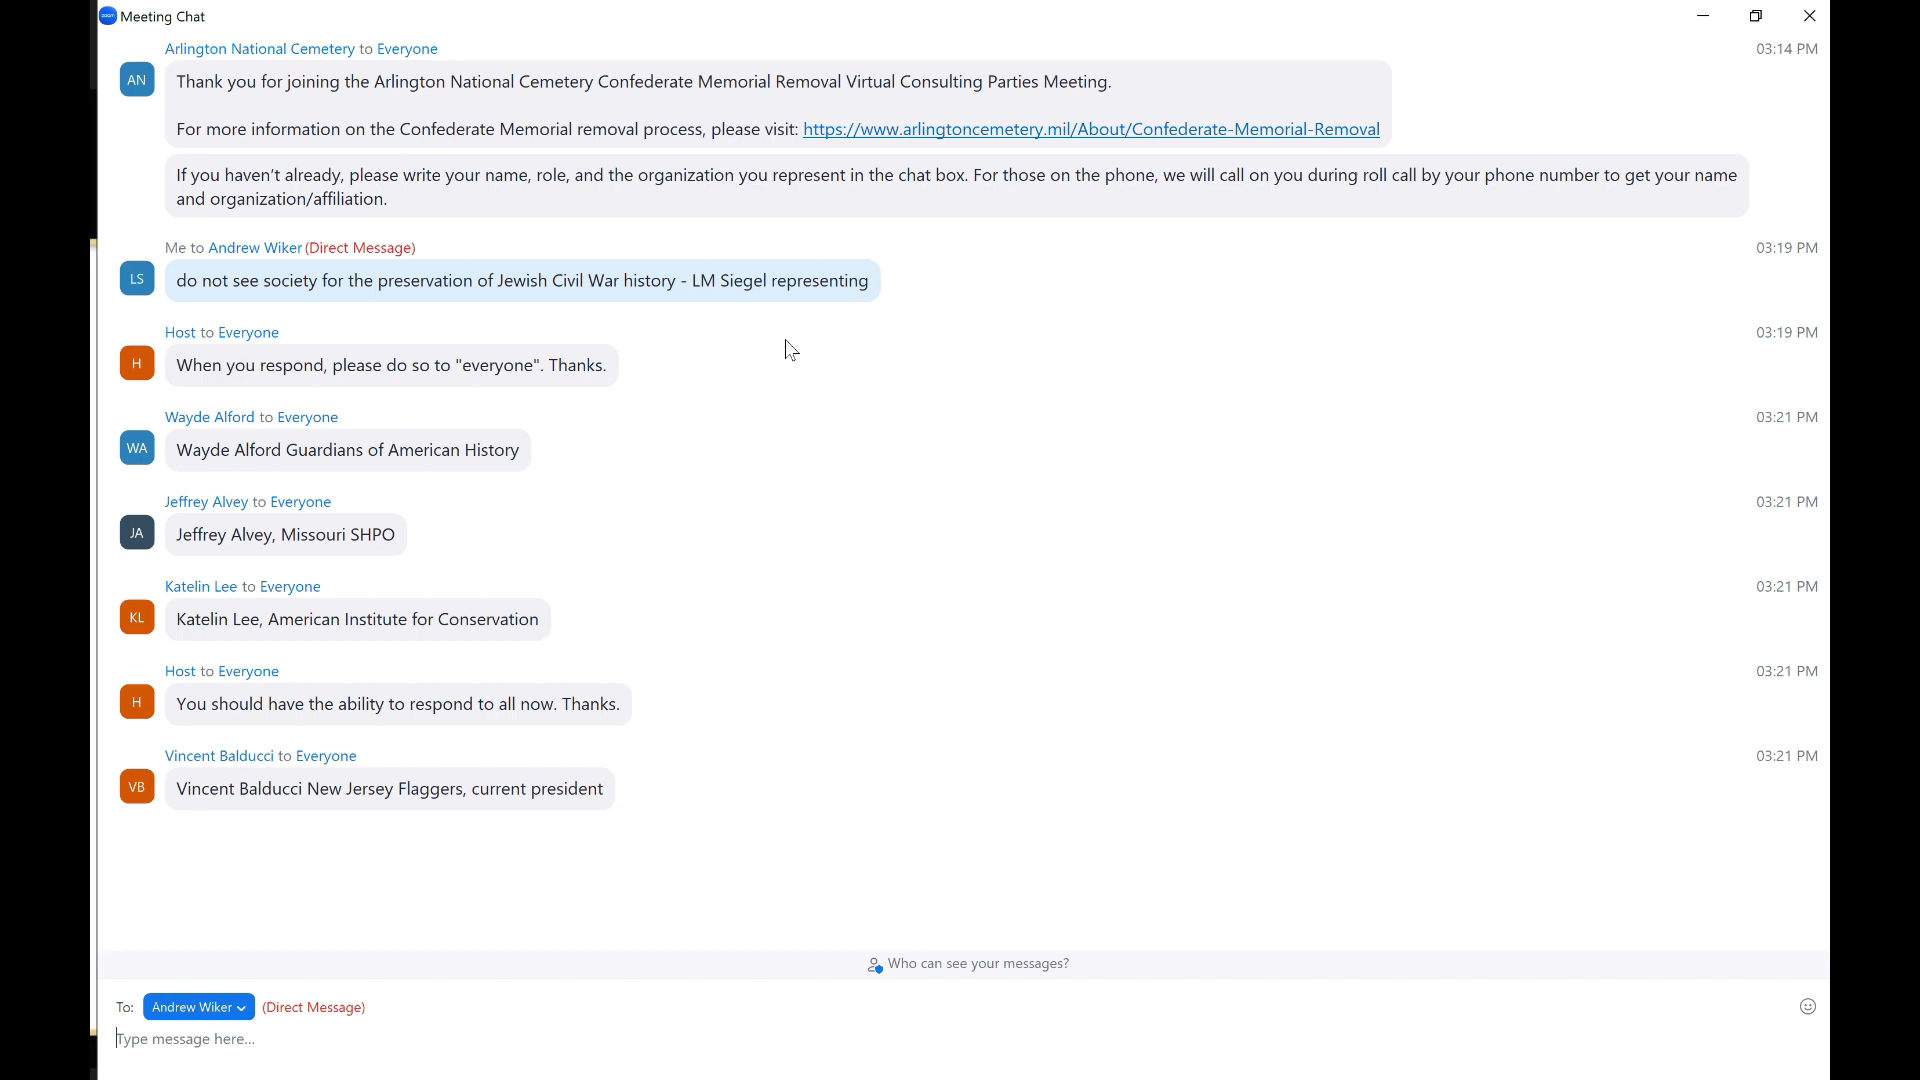 zoom Meeting Chat
Arlington National Cemetery to Everyone 03:14 PM
AN
Thank you for joining the Arlington National Cemetery Confederate Memorial Removal Virtual Consulting Parties Meeting.
For more information on the Confederate Memorial removal process, please visit: https://www.arlingtoncemetery.mil/About/Confederate-Memorial-Removal
If you haven’t already, please write your name, role, and the organization you represent in the chat box. For those on the phone, we will call on you during roll call by your phone number to get your name
and organization/affiliation.
Me to Andrew Wiker (Direct Message) 03:19 PM
LS do not see society for the preservation of Jewish Civil War history - LM Siegel representing
Host to Everyone 03:19 PM
H When you respond, please do so to "everyone". Thanks.
Wayde Alford to Everyone 03:21 PM
WA Wayde Alford Guardians of American History
Jeffrey Alvey to Everyone 03:21 PM
JA Jeffrey Alvey, Missouri SHPO
Katelin Lee to Everyone 03:21 PM
KL Katelin Lee, American Institute for Conservation
Host to Everyone 03:21 PM
H You should have the ability to respond to all now. Thanks.
Vincent Balducci to Everyone 03:21 PM
VB Vincent Balducci New Jersey Flaggers, current president
Who can see your messages?
To: Andrew Wiker (Direct Message)
Type message here...